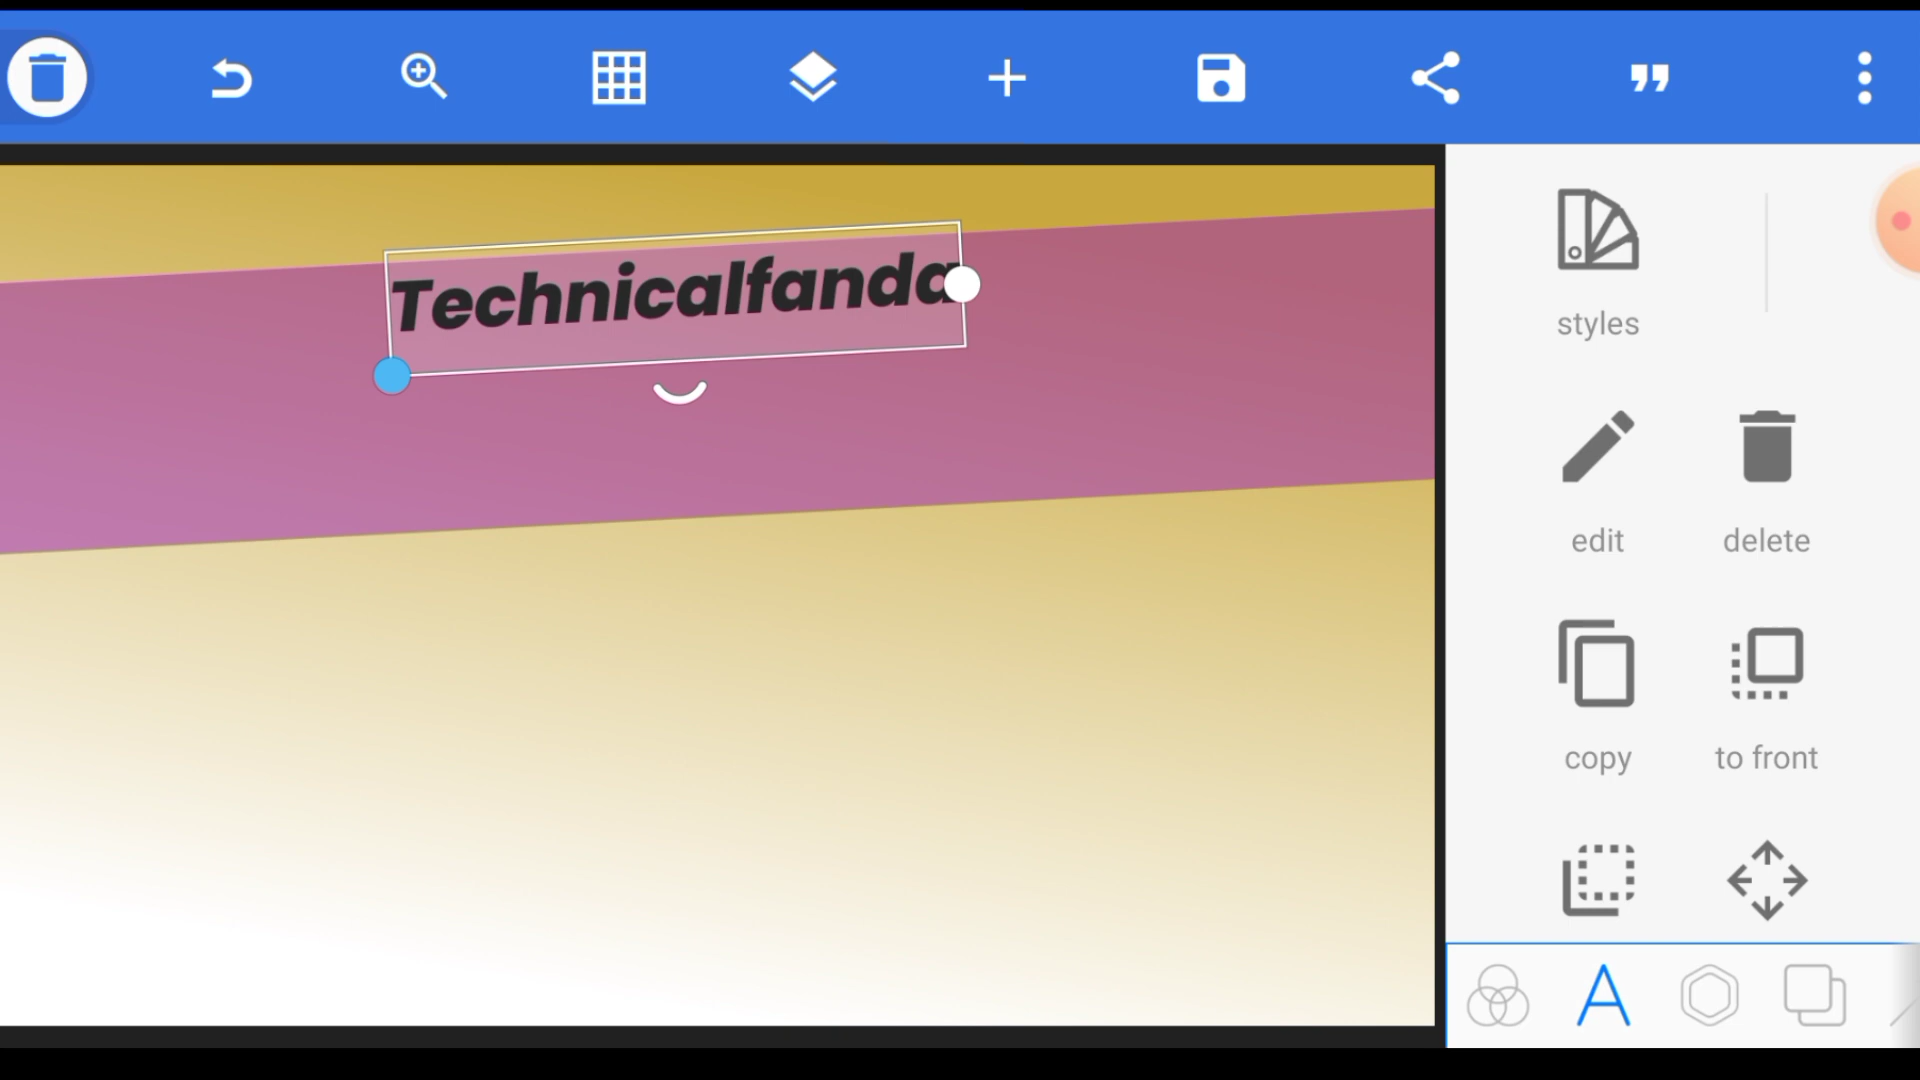 Technicalfanda
styles
edit
delete
copy
to front